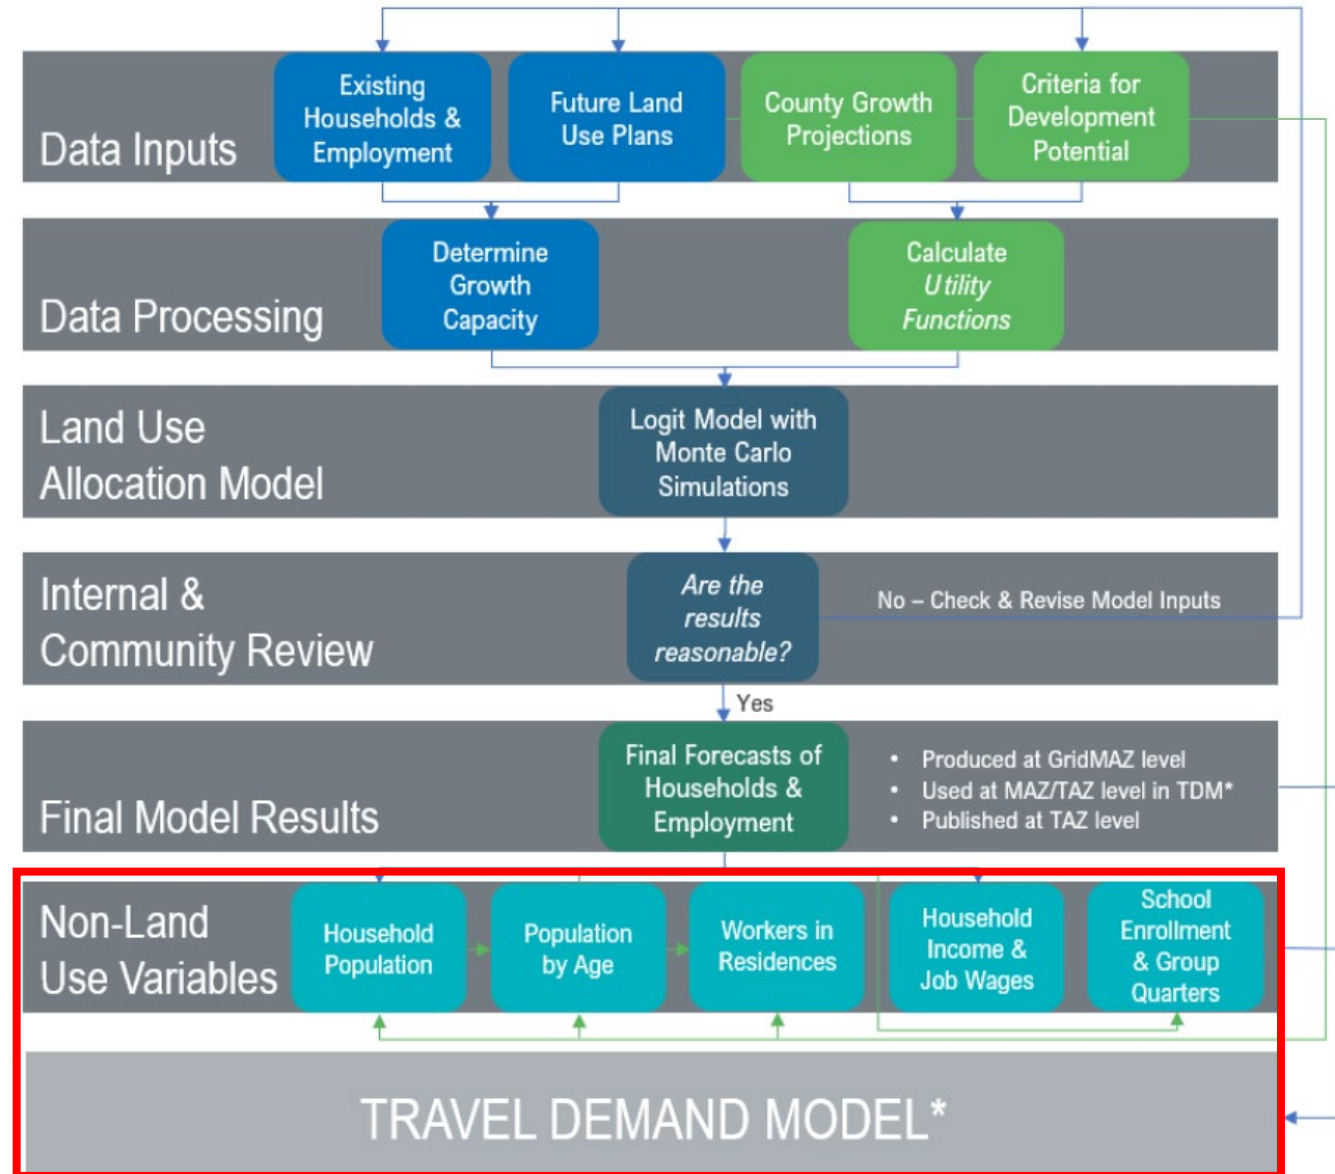 Data Inputs
Existing
Households &
Employment
Future Land
Use Plans
County Growth
Projections
Criteria for
Development
Potential
Data Processing
Determine
Growth
Capacity
Calculate
Utility
Functions
Land Use
Allocation Model
Logit Model with
Monte Carlo
Simulations
Internal &
Community Review
Are the
results
reasonable?
No – Check & Revise Model Inputs
Yes
Final Model Results
Final Forecasts of
Households &
Employment
• Produced at GridMAZ level
• Used at MAZ/TAZ level in TDM*
• Published at TAZ level
Non-Land
Use Variables
Household
Population
Population
by Age
Workers in
Residences
Household
Income &
Job Wages
School
Enrollment
& Group
Quarters
TRAVEL DEMAND MODEL*